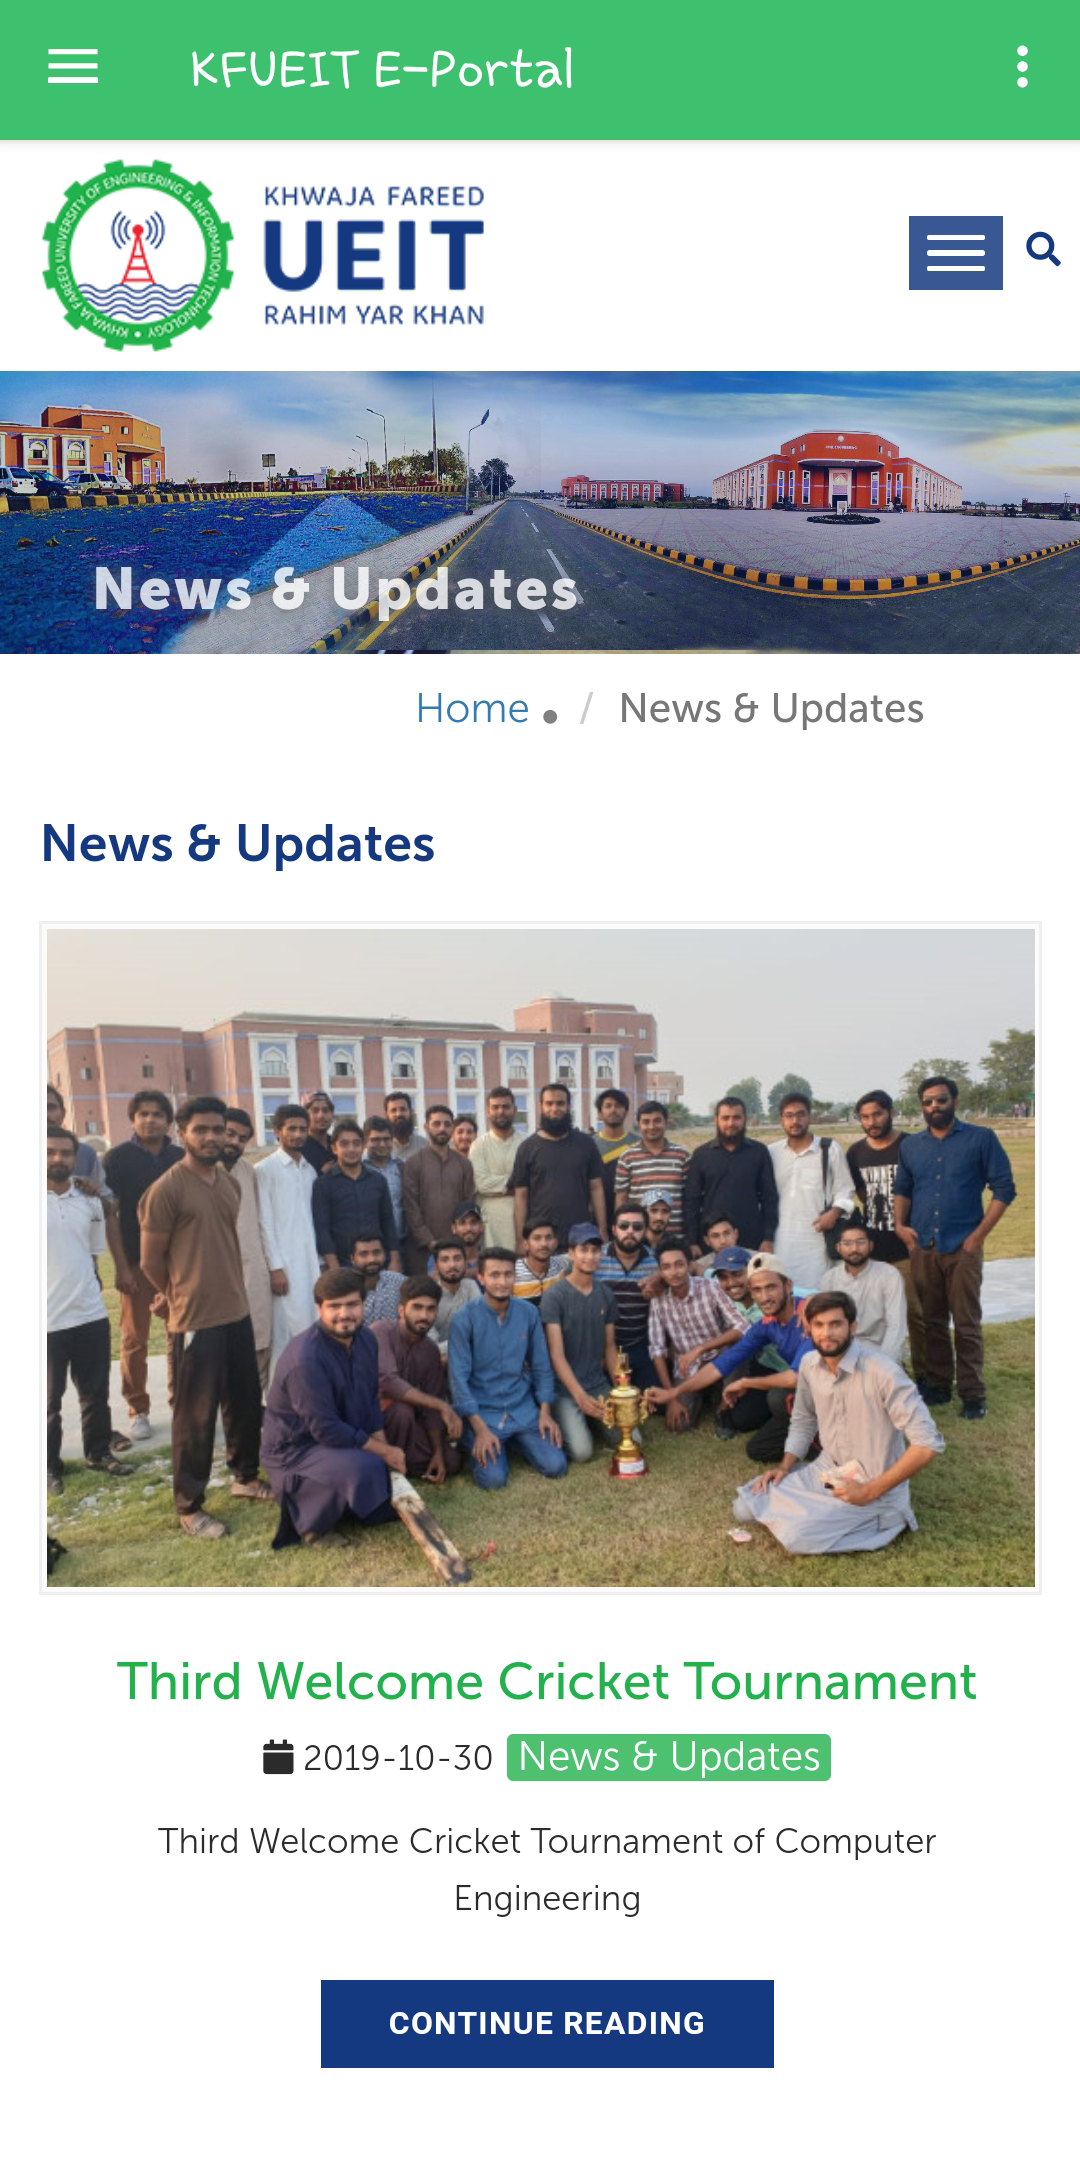 KFUEIT E-Portal
KHWAJA FAREED UNIVERSITY OF ENGINEERING & INFORMATION TECHNOLOGY
KHWAJA FAREED
UEIT
RAHIM YAR KHAN
News & Updates
Home / News & Updates
News & Updates
WINNER
Third Welcome Cricket Tournament
2019-10-30 News & Updates
Third Welcome Cricket Tournament of Computer
Engineering
CONTINUE READING